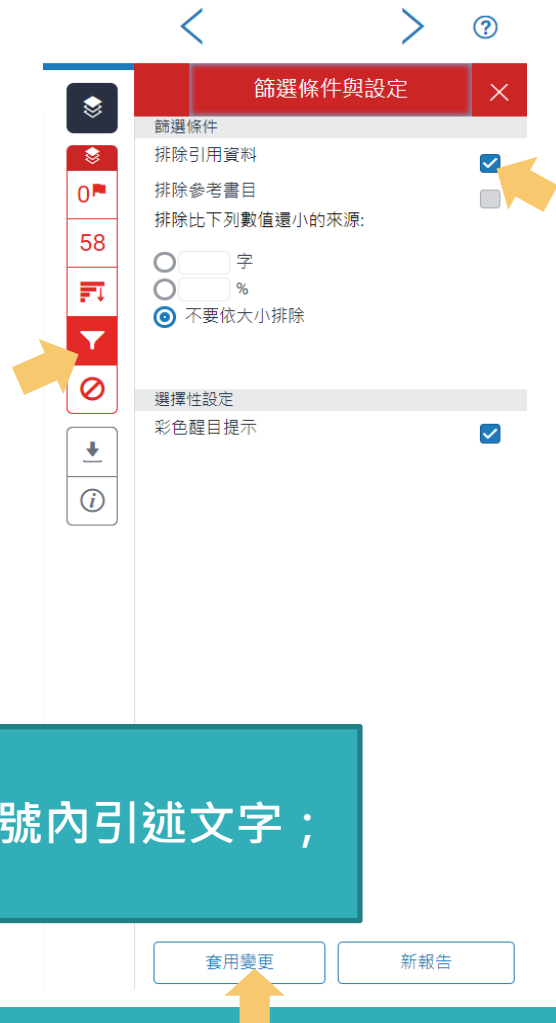 篩選條件與設定
篩選條件
排除引用資料
0
排除參考書目
排除比下列數值還小的來源:
58
字
%
不要依大小排除
選擇性設定
彩色醒目提示
號內引述文字；
套用變更
新報告